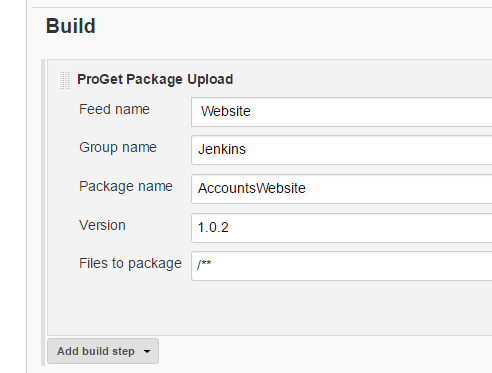 Build
ProGet Package Upload
Feed name Website
Group name Jenkins
Package name AccountsWebsite
Version 1.0.2
Files to package /**
Add build step